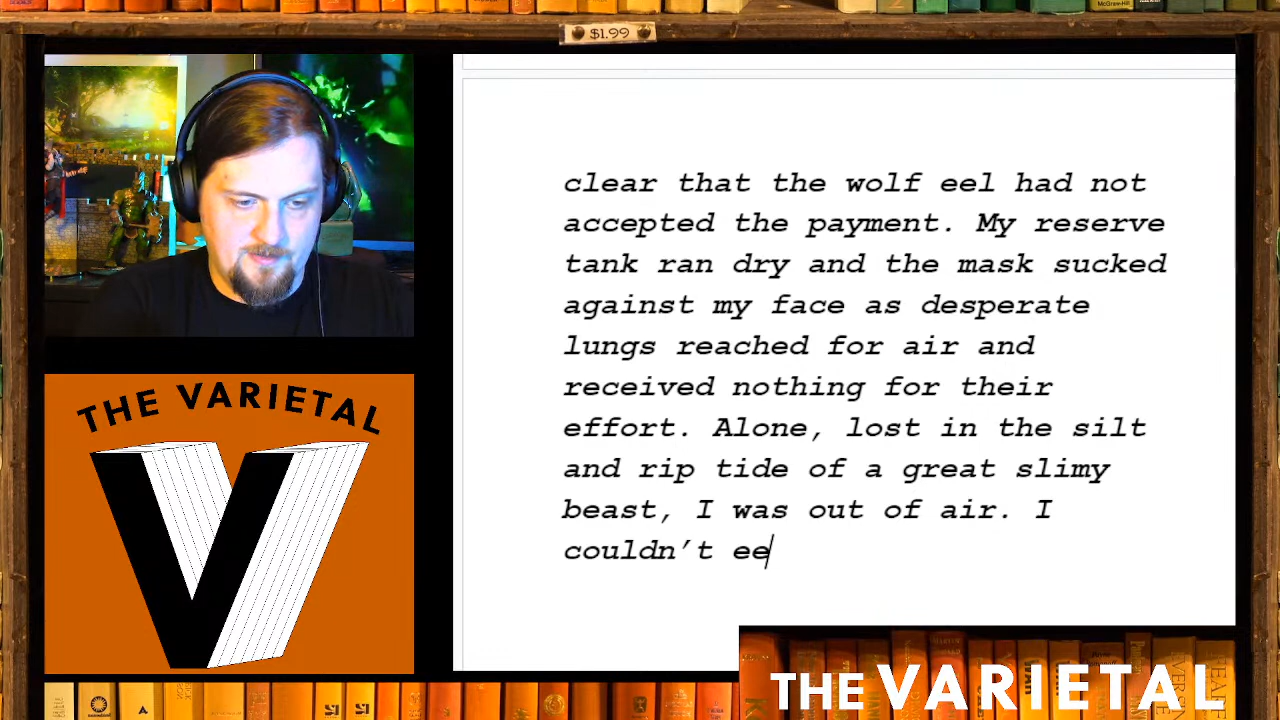 $1.99
clear that the wolf eel had not
accepted the payment. My reserve
tank ran dry and the mask sucked
against my face as desperate
lungs reached for air and
received nothing for their
effort. Alone, lost in the silt
and rip tide of a great slimy
beast, I was out of air. I
couldn’t ee
THE VARIETAL
THE VARIETAL